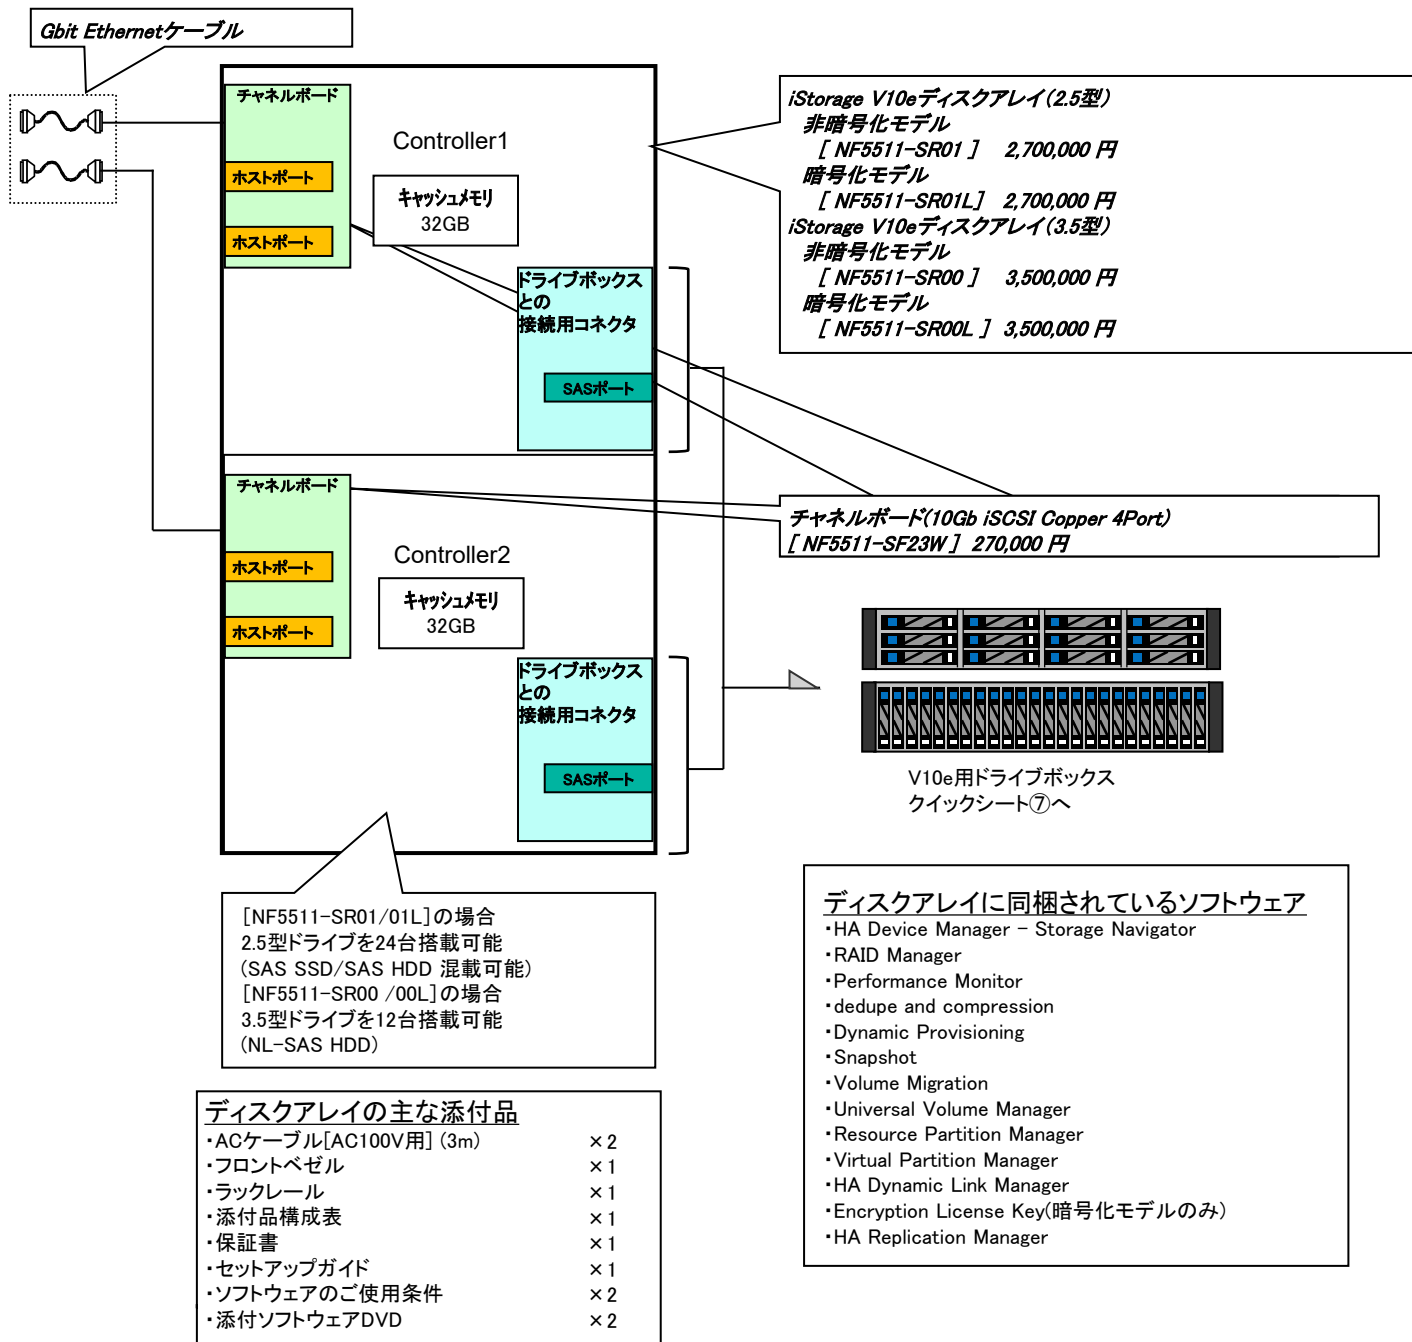 Gbit Ethernetケーブル
チャネルボード
Controller1
ホストポート
ホストポート
キャッシュメモリ
32GB
ドライブボックス
との
接続用コネクタ
SASポート
iStorage V10eディスクアレイ(2.5型)
非暗号化モデル
[ NF5511-SR01 ] 2,700,000 円
暗号化モデル
[ NF5511-SR01L] 2,700,000 円
iStorage V10eディスクアレイ(3.5型)
非暗号化モデル
[ NF5511-SR00 ] 3,500,000 円
暗号化モデル
[ NF5511-SR00L ] 3,500,000 円
チャネルボード
Controller2
ホストポート
ホストポート
キャッシュメモリ
32GB
ドライブボックス
との
接続用コネクタ
SASポート
チャネルボード(10Gb iSCSI Copper 4Port)
[ NF5511-SF23W ] 270,000 円
V10e用ドライブボックス
クイックシート⑦へ
[NF5511-SR01/01L]の場合
2.5型ドライブを24台搭載可能
(SAS SSD/SAS HDD 混載可能)
[NF5511-SR00 /00L]の場合
3.5型ドライブを12台搭載可能
(NL-SAS HDD)
ディスクアレイの主な添付品
・ACケーブル[AC100V用] (3m) ×2
・フロントベゼル ×1
・ラックレール ×1
・添付品構成表 ×1
・保証書 ×1
・セットアップガイド ×1
・ソフトウェアのご使用条件 ×2
・添付ソフトウェアDVD ×2
ディスクアレイに同梱されているソフトウェア
・HA Device Manager - Storage Navigator
・RAID Manager
・Performance Monitor
・dedupe and compression
・Dynamic Provisioning
・Snapshot
・Volume Migration
・Universal Volume Manager
・Resource Partition Manager
・Virtual Partition Manager
・HA Dynamic Link Manager
・Encryption License Key(暗号化モデルのみ)
・HA Replication Manager